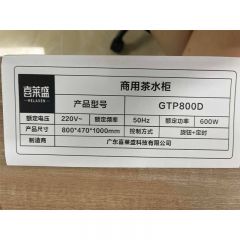 喜莱盛
HELAXEN
商用茶水柜
产品型号 GTP800D
额定电压 220V~ 额定频率 50Hz 额定功率 600W
产品尺寸 800*470*1000mm 控制方式 旋钮+定时
制造商 广东喜莱盛科技有限公司